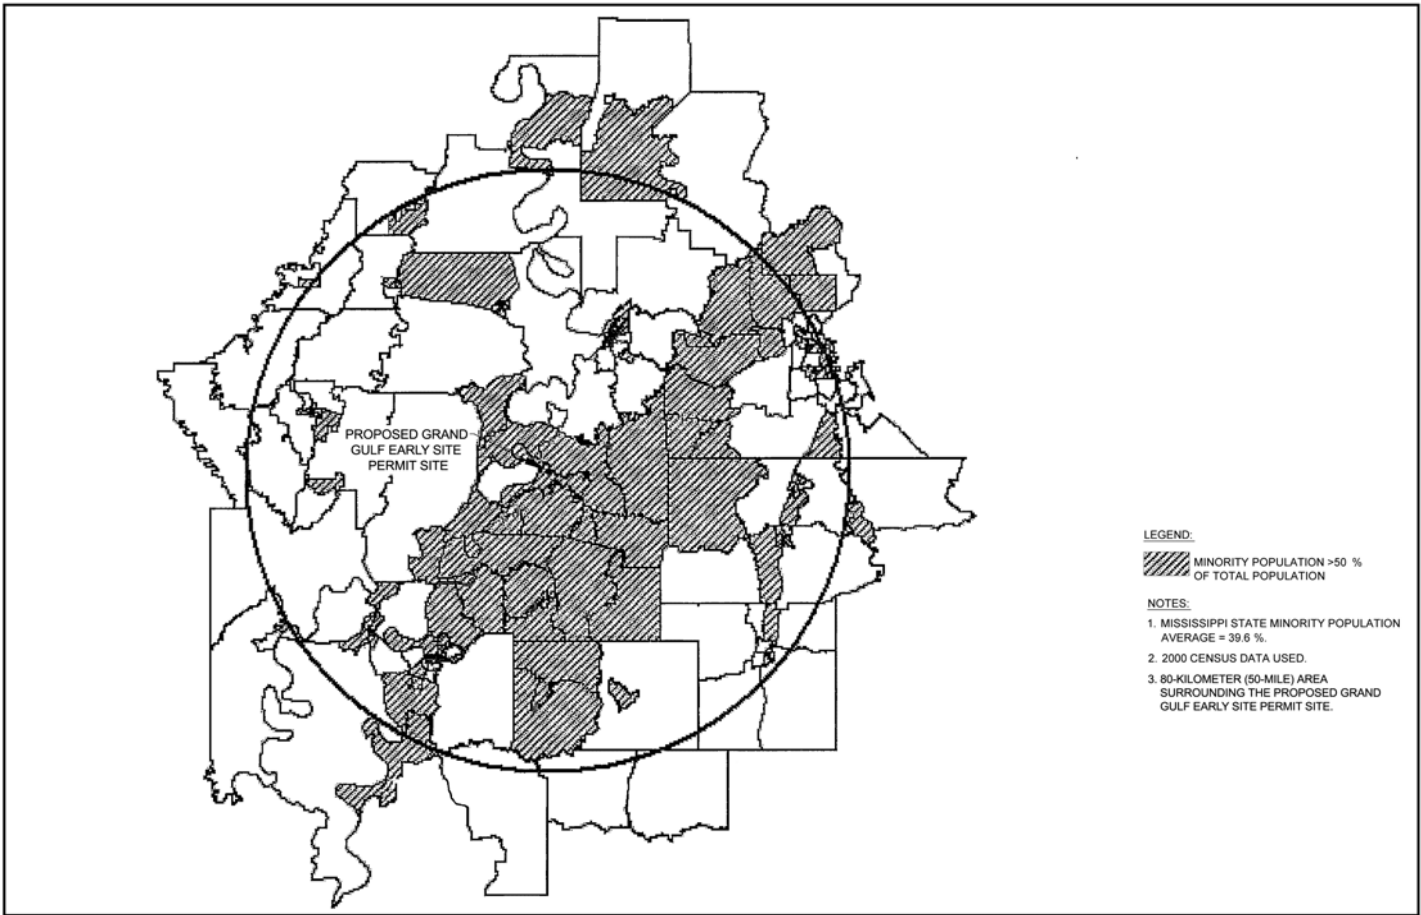 PROPOSED GRAND
GULF EARLY SITE
PERMIT SITE
LEGEND:
MINORITY POPULATION >50 %
OF TOTAL POPULATION
NOTES:
1. MISSISSIPPI STATE MINORITY POPULATION
AVERAGE = 39.6 %.
2. 2000 CENSUS DATA USED.
3. 80-KILOMETER (50-MILE) AREA
SURROUNDING THE PROPOSED GRAND
GULF EARLY SITE PERMIT SITE.